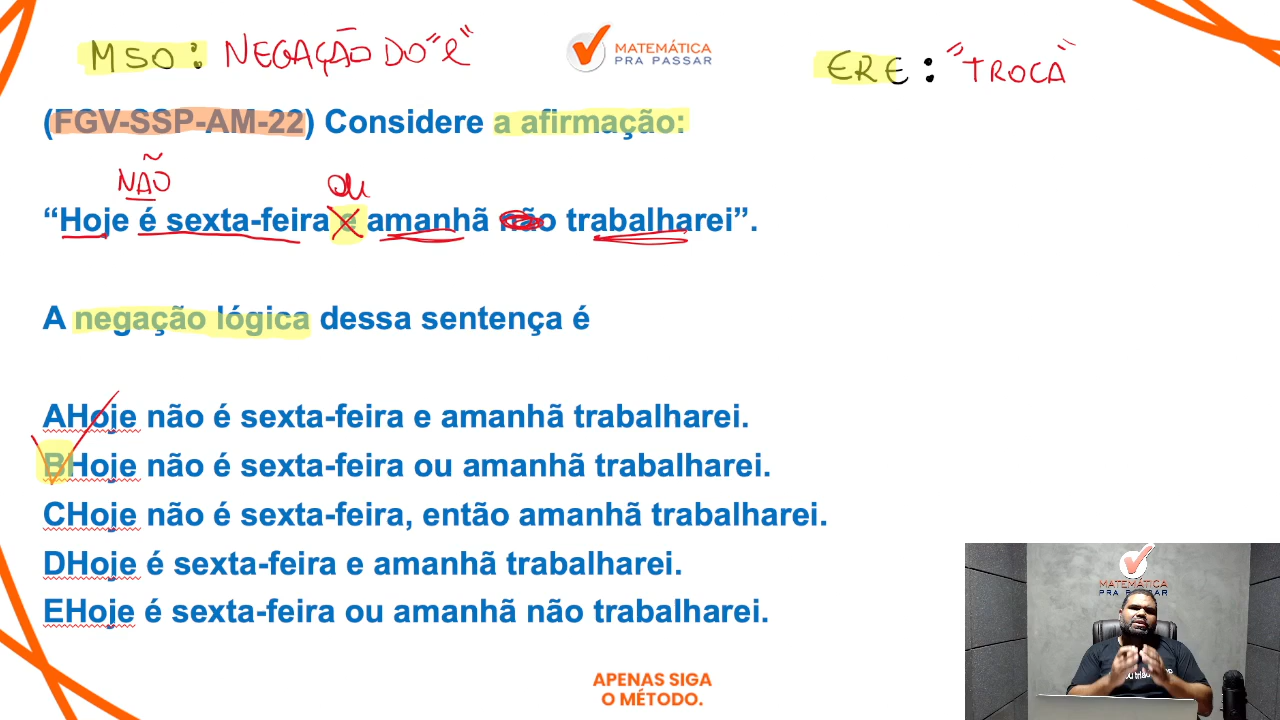 MSO: NEGAÇÃO DO "e"
MATEMÁTICA
PRA PASSAR
ERE: "TROCA"
(FGV-SSP-AM-22) Considere a afirmação:
NÃO
ou
“Hoje é sexta-feira e amanhã não trabalharei”.
A negação lógica dessa sentença é
AHoje não é sexta-feira e amanhã trabalharei.
BHoje não é sexta-feira ou amanhã trabalharei.
CHoje não é sexta-feira, então amanhã trabalharei.
DHoje é sexta-feira e amanhã trabalharei.
EHoje é sexta-feira ou amanhã não trabalharei.
MATEMÁTICA
PRA PASSAR
APENAS SIGA
O MÉTODO.